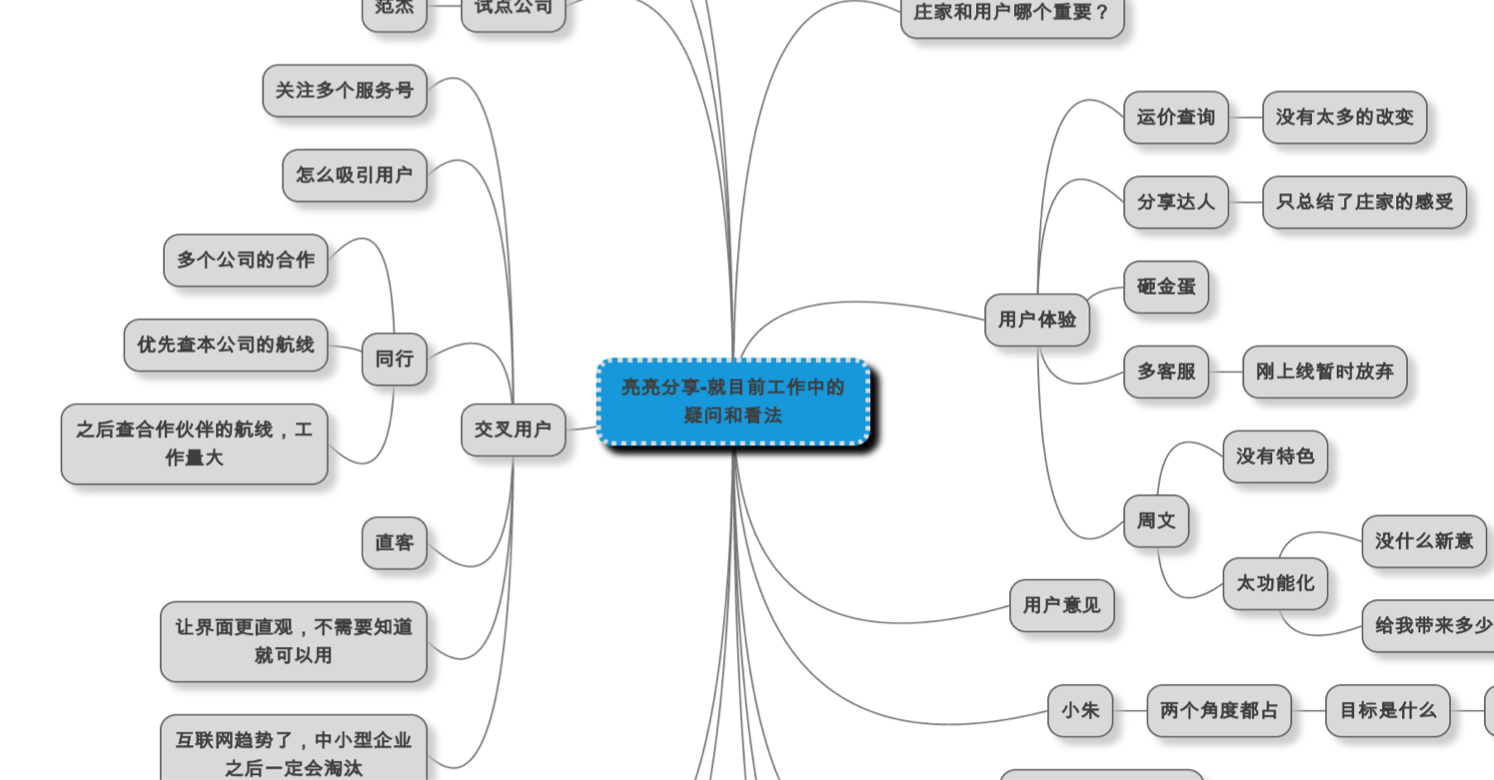 范杰
试点公司
庄家和用户哪个重要？
关注多个服务号
怎么吸引用户
多个公司的合作
优先查本公司的航线
同行
之后查合作伙伴的航线，工
作量大
交叉用户
直客
让界面更直观，不需要知道
就可以用
互联网趋势了，中小型企业
之后一定会淘汰
亮亮分享-就目前工作中的
疑问和看法
运价查询
没有太多的改变
分享达人
只总结了庄家的感受
砸金蛋
用户体验
多客服
刚上线暂时放弃
没有特色
周文
没什么新意
太功能化
给我带来多少
用户意见
小朱
两个角度都占
目标是什么